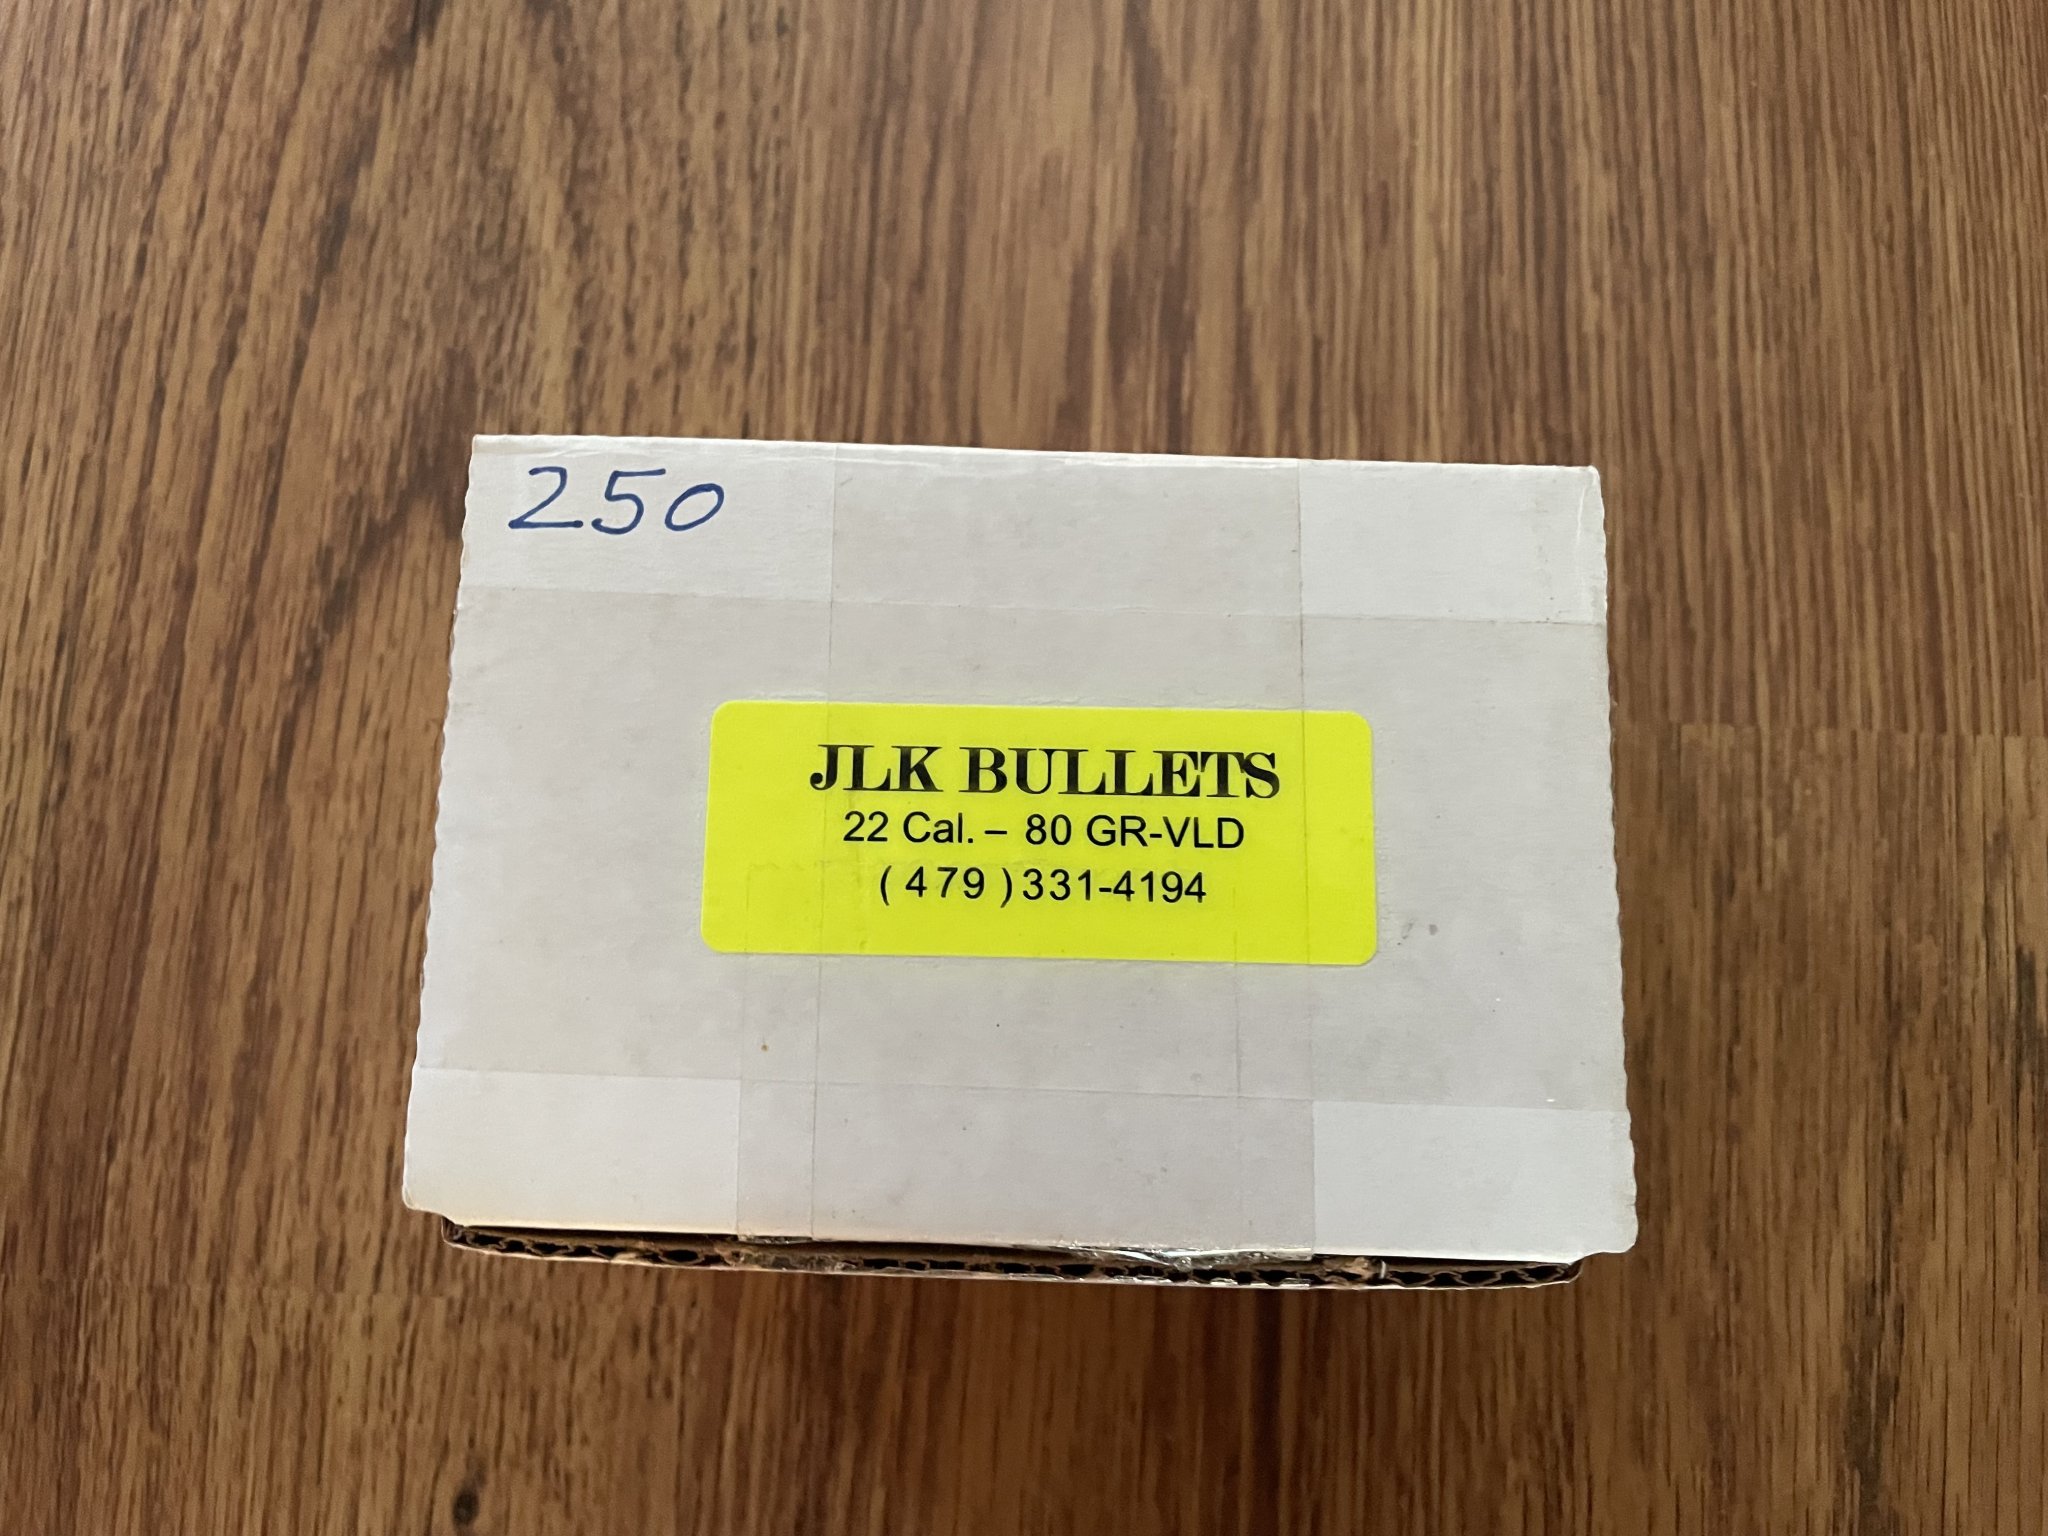 250
JLK BULLETS
22 Cal. – 80 GR-VLD
( 479 ) 331-4194